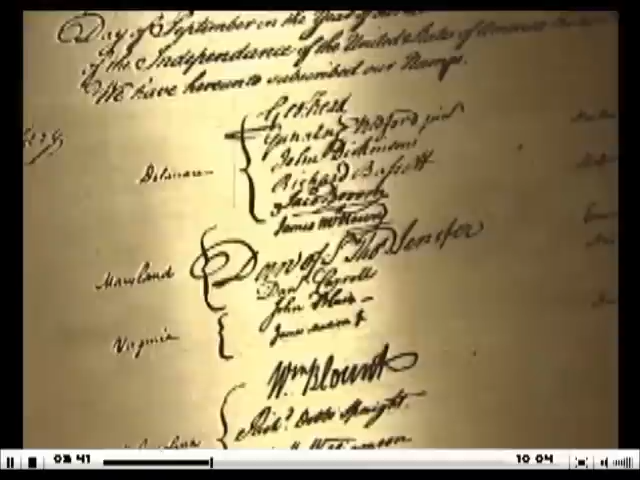 Day of September in the Year of
of the Independance of the United States of America
We have hereunto subscribed our Names.
Geo: Read
Gunning Bedford jun
John Dickinson
Richard Bassett
Delaware
Jaco: Broom
James McHenry
Dan of St Thos Jenifer
Maryland
Danl Carroll
John Blair
Virginia
James Madison Jr
Wm Blount
Richd Dobbs Spaight.
03:41
10:04